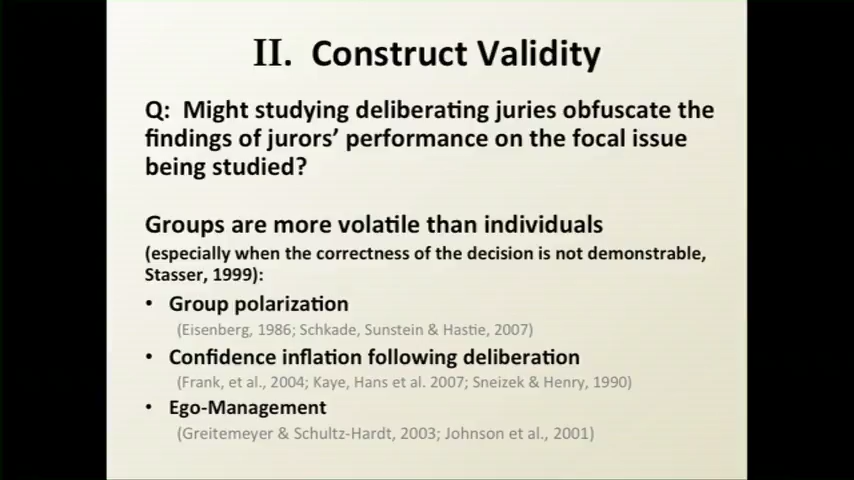 II. Construct Validity
Q: Might studying deliberating juries obfuscate the
findings of jurors' performance on the focal issue
being studied?
Groups are more volatile than individuals
(especially when the correctness of the decision is not demonstrable,
Stasser, 1999):
• Group polarization
(Eisenberg, 1986; Schkade, Sunstein & Hastie, 2007)
• Confidence inflation following deliberation
(Frank, et al., 2004; Kaye, Hans et al. 2007; Sneizek & Henry, 1990)
• Ego-Management
(Greitemeyer & Schultz-Hardt, 2003; Johnson et al., 2001)